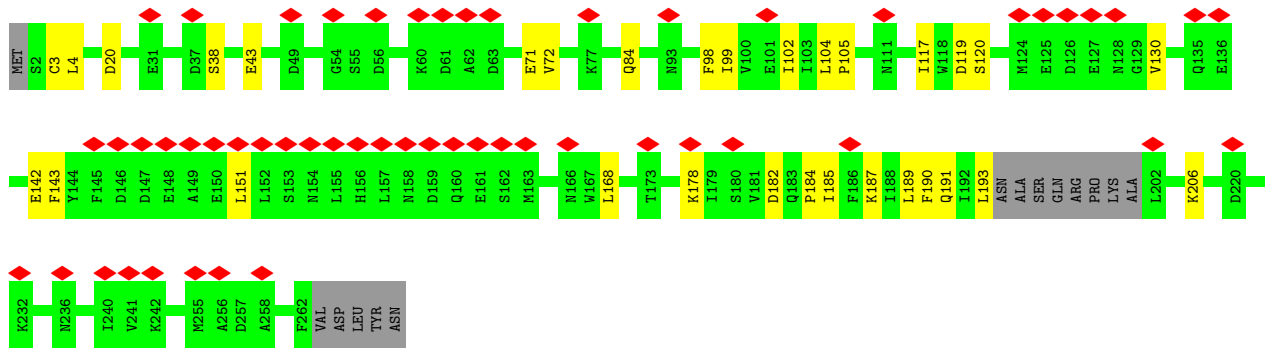 MET S2 C3 L4 D20 E31 D37 S38 E43 D49 G54 S55 D56 K60 D61 A62 D63 E71 V72 K77 Q84 N93 F98 I99 V100 E101 I102 I103 L104 P105 N111 I117 W118 D119 S120 M124 E125 D126 E127 N128 G129 V130 Q135 E136
E142 F143 Y144 F145 D146 D147 E148 A149 E150 L151 L152 S153 N154 L155 H156 L157 N158 D159 Q160 E161 S162 M163 N166 W167 L168 T173 K178 I179 S180 V181 D182 Q183 P184 I185 F186 K187 I188 L189 F190 Q191 I192 L193 ASN ALA SER GLN ARG PRO LYS ALA L202 K206 D220
K232 N236 I240 V241 K242 M255 A256 D257 A258 F262 VAL ASP LEU TYR ASN